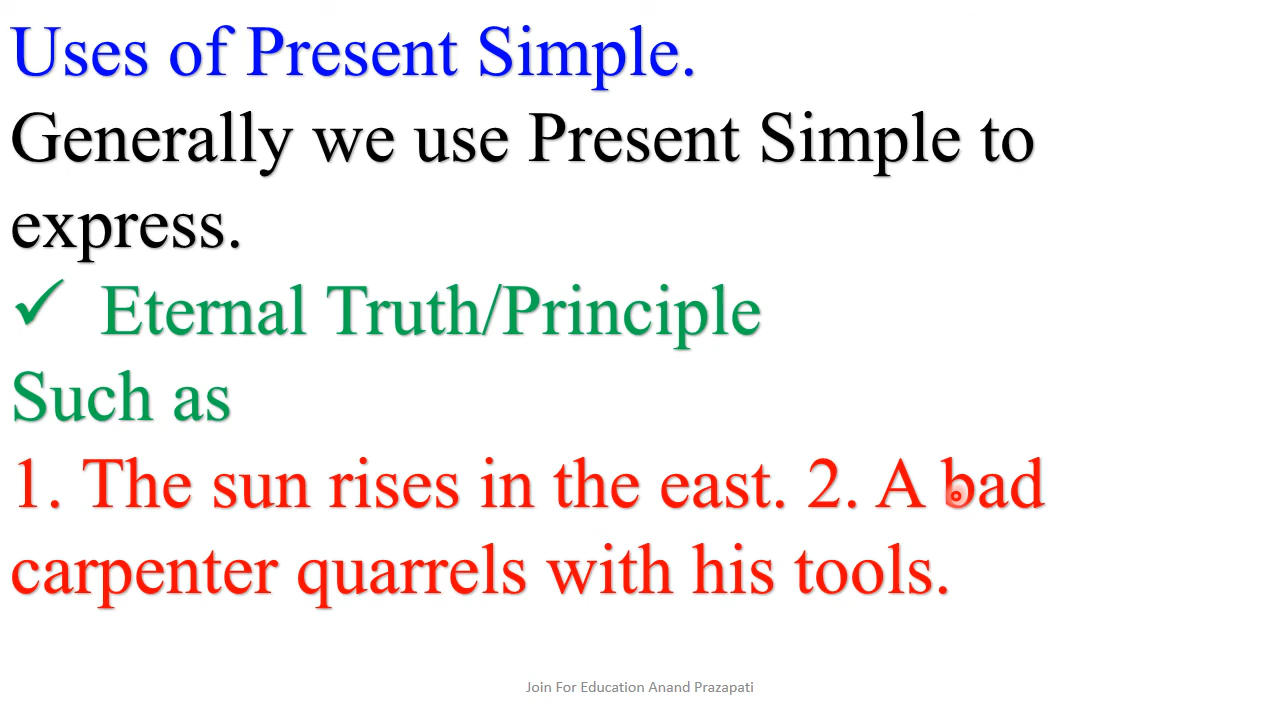 Uses of Present Simple.
Generally we use Present Simple to
express.
✓ Eternal Truth/Principle
Such as
1. The sun rises in the east. 2. A bad
carpenter quarrels with his tools.
Join For Education Anand Prazapati